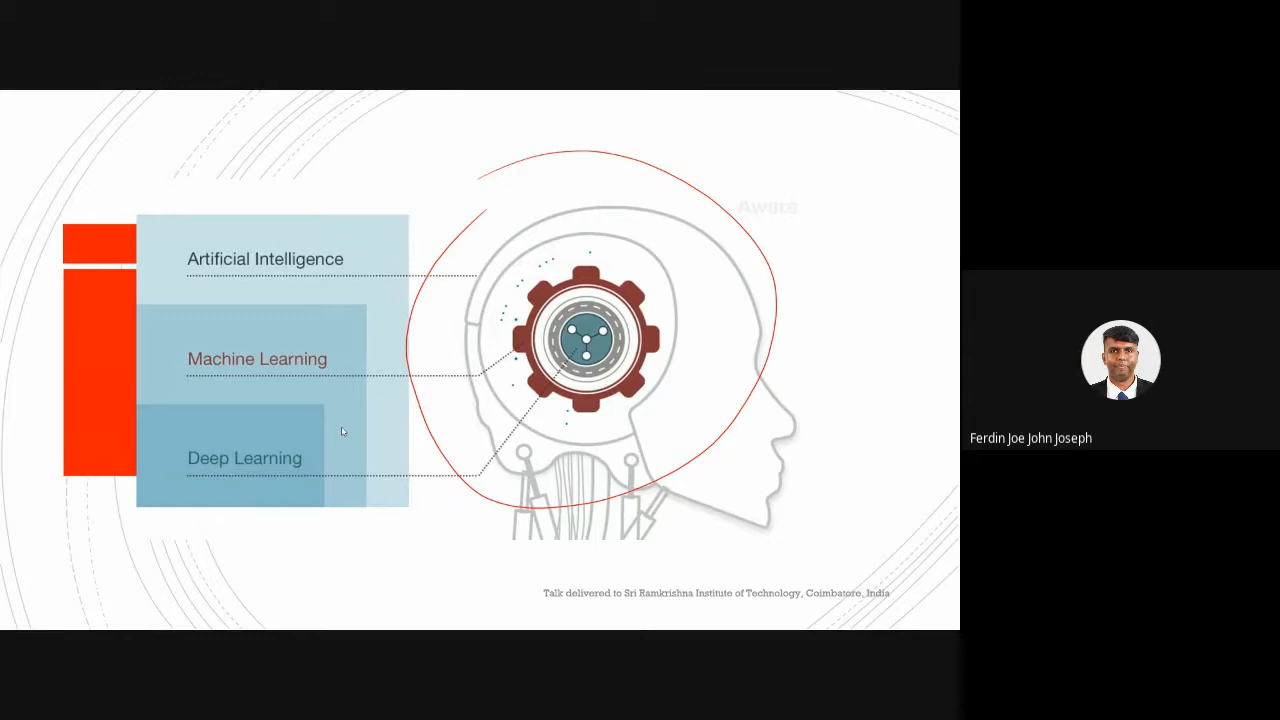 Aware
Artificial Intelligence
Machine Learning
Deep Learning
Ferdin Joe John Joseph
Talk delivered to Sri Ramkrishna Institute of Technology, Coimbatore, India